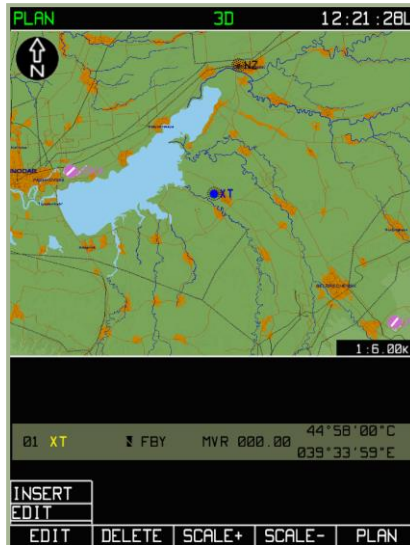 PLAN 3D 12:21:20L
N
NZ
XT
1:6.00K
01 XT FBY MVR 000.00 44°58'00"C
039°33'59"E
INSERT
EDIT
EDIT DELETE SCALE+ SCALE- PLAN